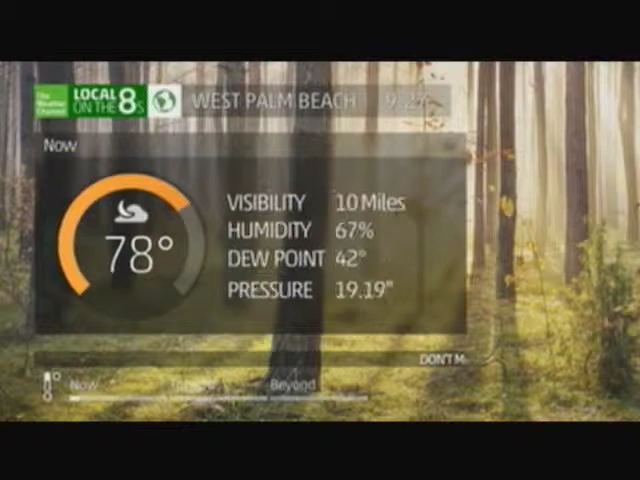 The Weather Channel
LOCAL ON THE 8s
WEST PALM BEACH
Now
78°
VISIBILITY 10 Miles
HUMIDITY 67%
DEW POINT 42°
PRESSURE 19.19"
DON'T M
Now
Beyond